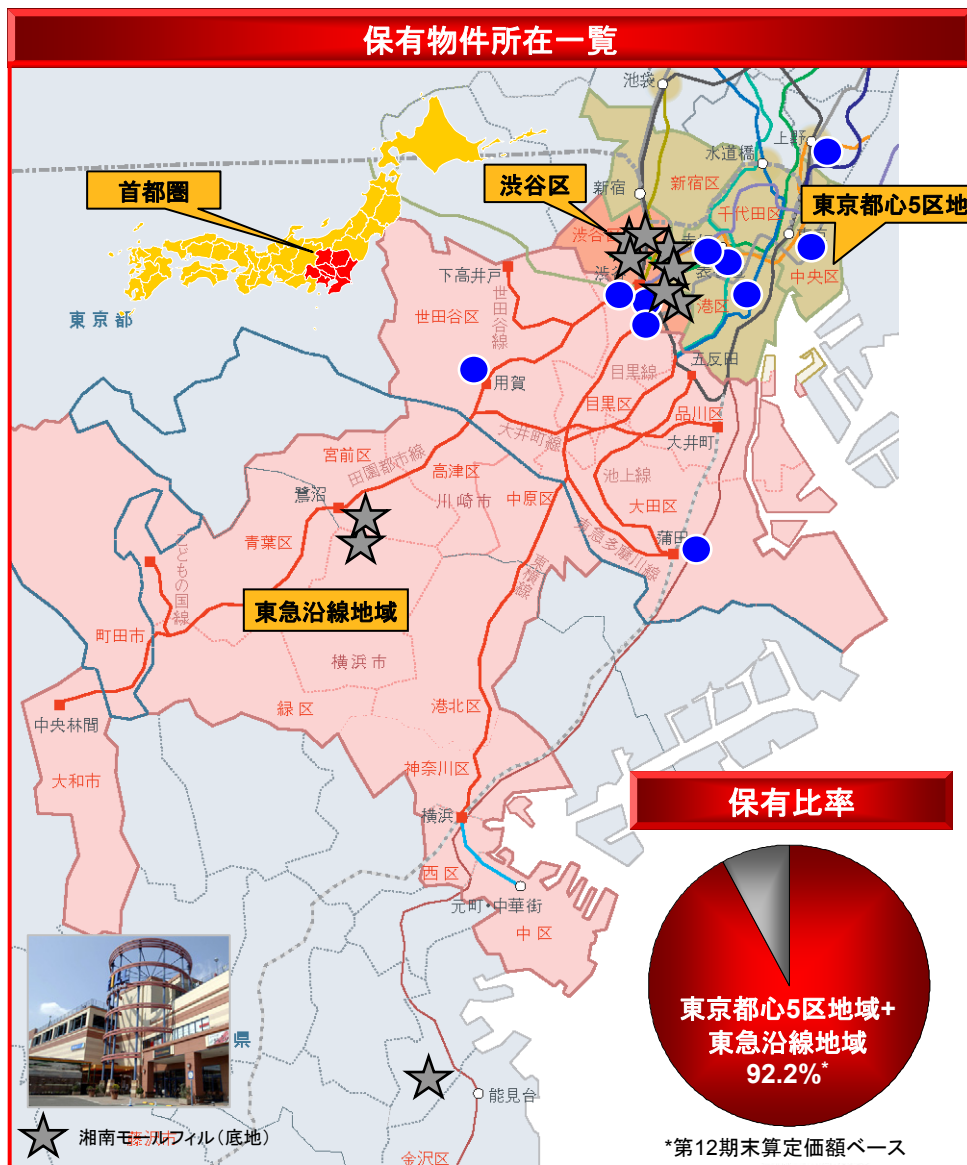 保有物件所在一覧
池袋
上野
水道橋
首都圏
渋谷区
新宿
新宿区
千代田区
東京都心5区地
渋谷区
中央区
下高井戸
渋谷
港区
東京都
世田谷区
世田谷線
五反田
用賀
目黒線
目黒区
品川区
大井町線
大井町
宮前区
田園都市線
高津区
池上線
鷺沼
川崎市
中原区
大田区
青葉区
東急多摩川線
蒲田
こどもの国線
東横線
東急沿線地域
町田市
横浜市
緑区
港北区
中央林間
神奈川区
大和市
保有比率
横浜
西区
元町・中華街
中区
東京都心5区地域+
東急沿線地域
92.2%*
県
能見台
湘南モールフィル(底地)
藤沢市
金沢区
*第12期末算定価額ベース